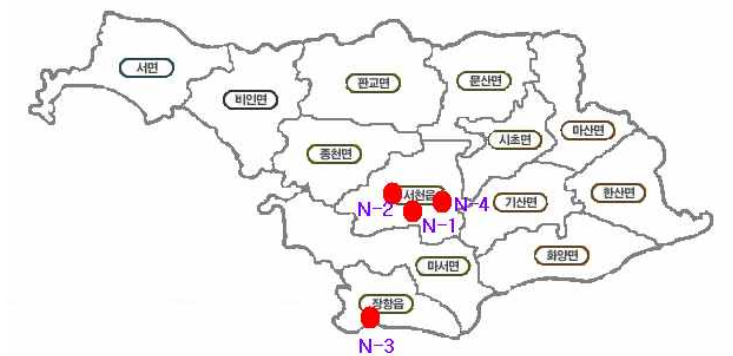 서면
비인면
판교면
문산면
종천면
시초면
마산면
서천읍
기산면
한산면
N-2
N-4
N-1
마서면
화양면
장항읍
N-3